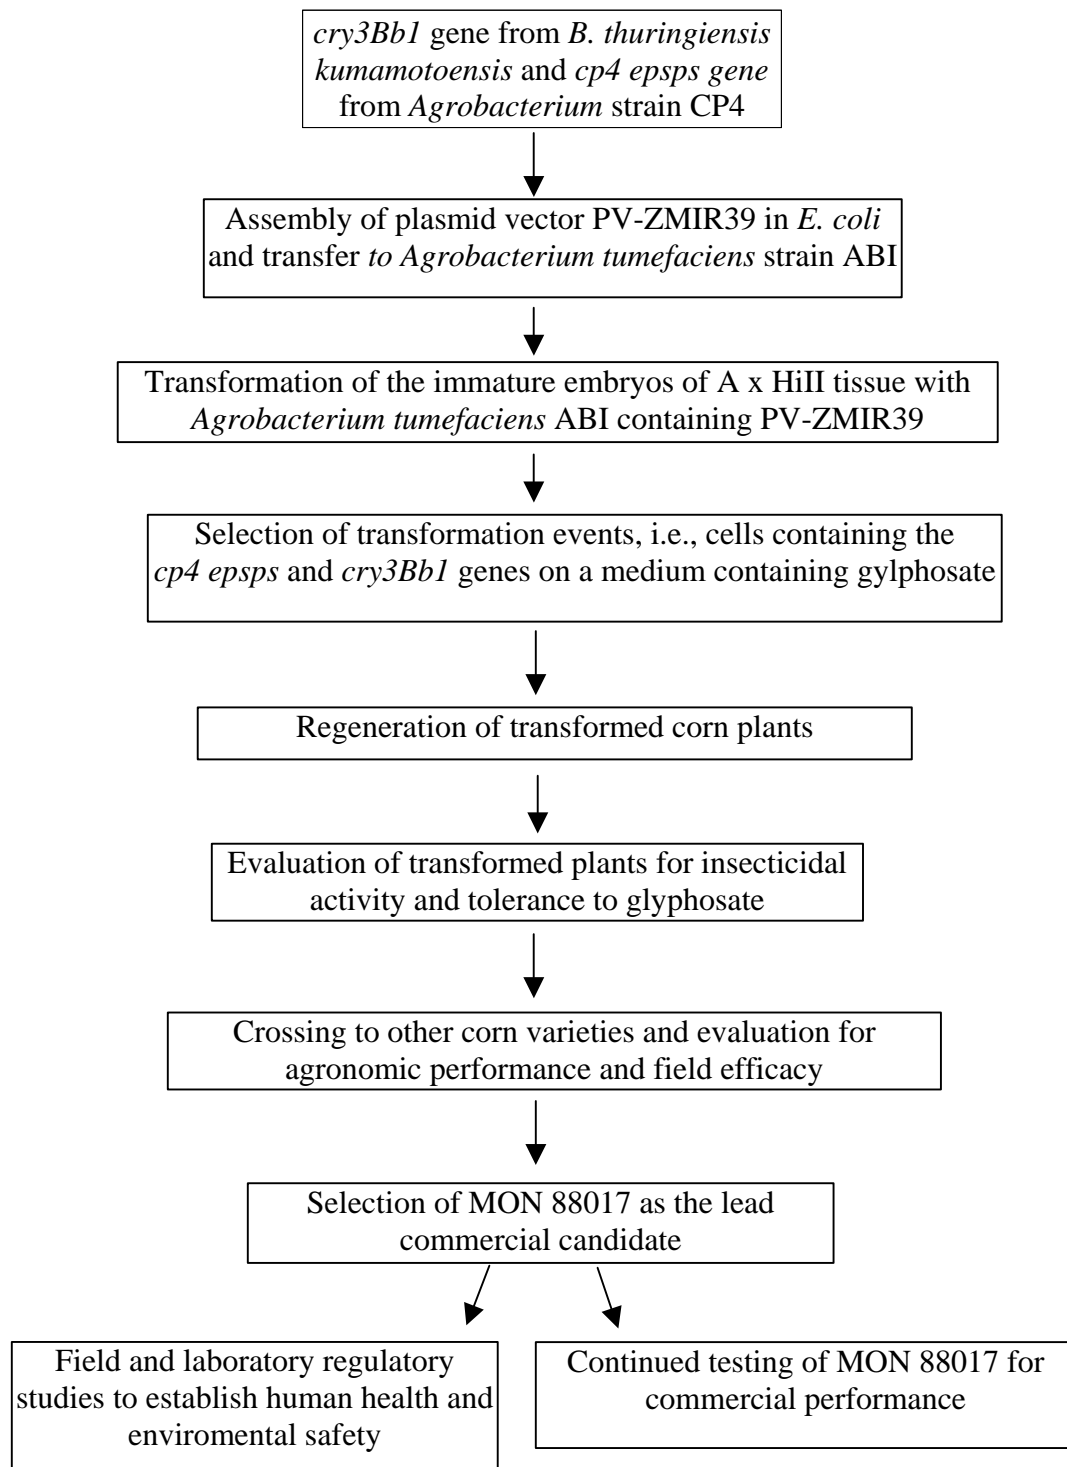 cry3Bb1 gene from B. thuringiensis
kumamotoensis and cp4 epsps gene
from Agrobacterium strain CP4
Assembly of plasmid vector PV-ZMIR39 in E. coli
and transfer to Agrobacterium tumefaciens strain ABI
Transformation of the immature embryos of A x HiII tissue with
Agrobacterium tumefaciens ABI containing PV-ZMIR39
Selection of transformation events, i.e., cells containing the
cp4 epsps and cry3Bb1 genes on a medium containing gylphosate
Regeneration of transformed corn plants
Evaluation of transformed plants for insecticidal
activity and tolerance to glyphosate
Crossing to other corn varieties and evaluation for
agronomic performance and field efficacy
Selection of MON 88017 as the lead
commercial candidate
Field and laboratory regulatory
studies to establish human health and
enviromental safety
Continued testing of MON 88017 for
commercial performance